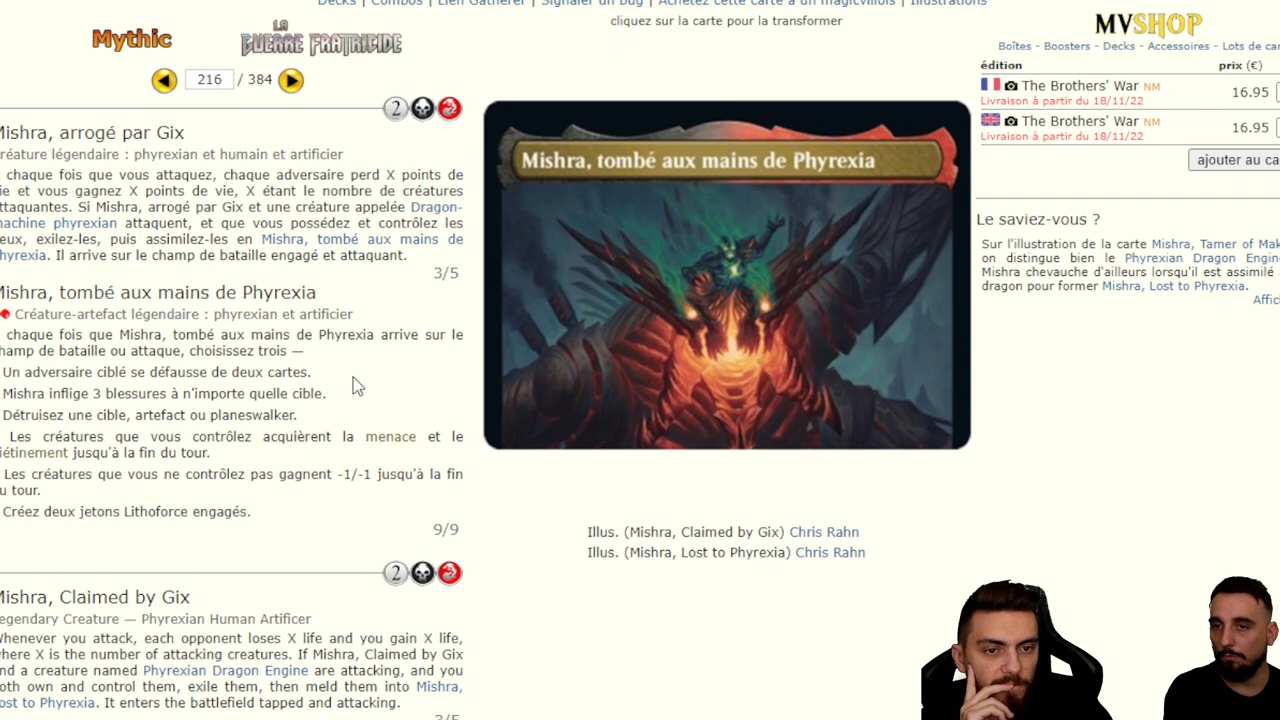 Decks | Combos | Lien Gatherer | Signaler un bug | Achetez cette carte à un magicvillois | Illustrations
cliquez sur la carte pour la transformer
Mythic
LA GUERRE FRATRICIDE
216 / 384
2
Mishra, arrogé par Gix
réature légendaire : phyrexian et humain et artificier
chaque fois que vous attaquez, chaque adversaire perd X points de
ie et vous gagnez X points de vie, X étant le nombre de créatures
ttaquantes. Si Mishra, arrogé par Gix et une créature appelée Dragon-
machine phyrexian attaquent, et que vous possédez et contrôlez les
eux, exilez-les, puis assimilez-les en Mishra, tombé aux mains de
hyrexia. Il arrive sur le champ de bataille engagé et attaquant.
3/5
Mishra, tombé aux mains de Phyrexia
Créature-artefact légendaire : phyrexian et artificier
chaque fois que Mishra, tombé aux mains de Phyrexia arrive sur le
hamp de bataille ou attaque, choisissez trois —
Un adversaire ciblé se défausse de deux cartes.
Mishra inflige 3 blessures à n'importe quelle cible.
Détruisez une cible, artefact ou planeswalker.
Les créatures que vous contrôlez acquièrent la menace et le
iétinement jusqu'à la fin du tour.
Les créatures que vous ne contrôlez pas gagnent -1/-1 jusqu'à la fin
u tour.
Créez deux jetons Lithoforce engagés.
9/9
2
Mishra, Claimed by Gix
egendary Creature — Phyrexian Human Artificer
Whenever you attack, each opponent loses X life and you gain X life,
where X is the number of attacking creatures. If Mishra, Claimed by Gix
nd a creature named Phyrexian Dragon Engine are attacking, and you
oth own and control them, exile them, then meld them into Mishra,
ost to Phyrexia. It enters the battlefield tapped and attacking.
3/5
Mishra, tombé aux mains de Phyrexia
Illus. (Mishra, Claimed by Gix) Chris Rahn
Illus. (Mishra, Lost to Phyrexia) Chris Rahn
MVSHOP
Boîtes - Boosters - Decks - Accessoires - Lots de car
édition prix (€)
The Brothers' War NM 16.95
Livraison à partir du 18/11/22
The Brothers' War NM 16.95
Livraison à partir du 18/11/22
ajouter au ca
Le saviez-vous ?
Sur l'illustration de la carte Mishra, Tamer of Mak
on distingue bien le Phyrexian Dragon Engine
Mishra chevauche d'ailleurs lorsqu'il est assimilé
dragon pour former Mishra, Lost to Phyrexia.
Affic